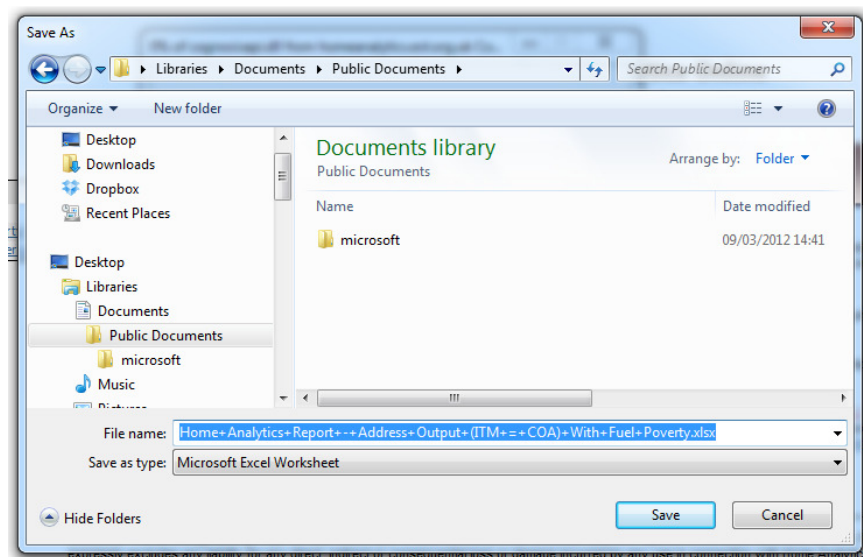 Save As
Libraries Documents Public Documents
Search Public Documents
Organize New folder
Desktop
Downloads
Dropbox
Recent Places
Desktop
Libraries
Documents
Public Documents
microsoft
Music
Pictures
Documents library
Public Documents
Arrange by: Folder
Name Date modified
microsoft 09/03/2012 14:41
File name: Home+Analytics+Report+-+Address+Output+(ITM+=+COA)+With+Fuel+Poverty.xlsx
Save as type: Microsoft Excel Worksheet
Hide Folders Save Cancel